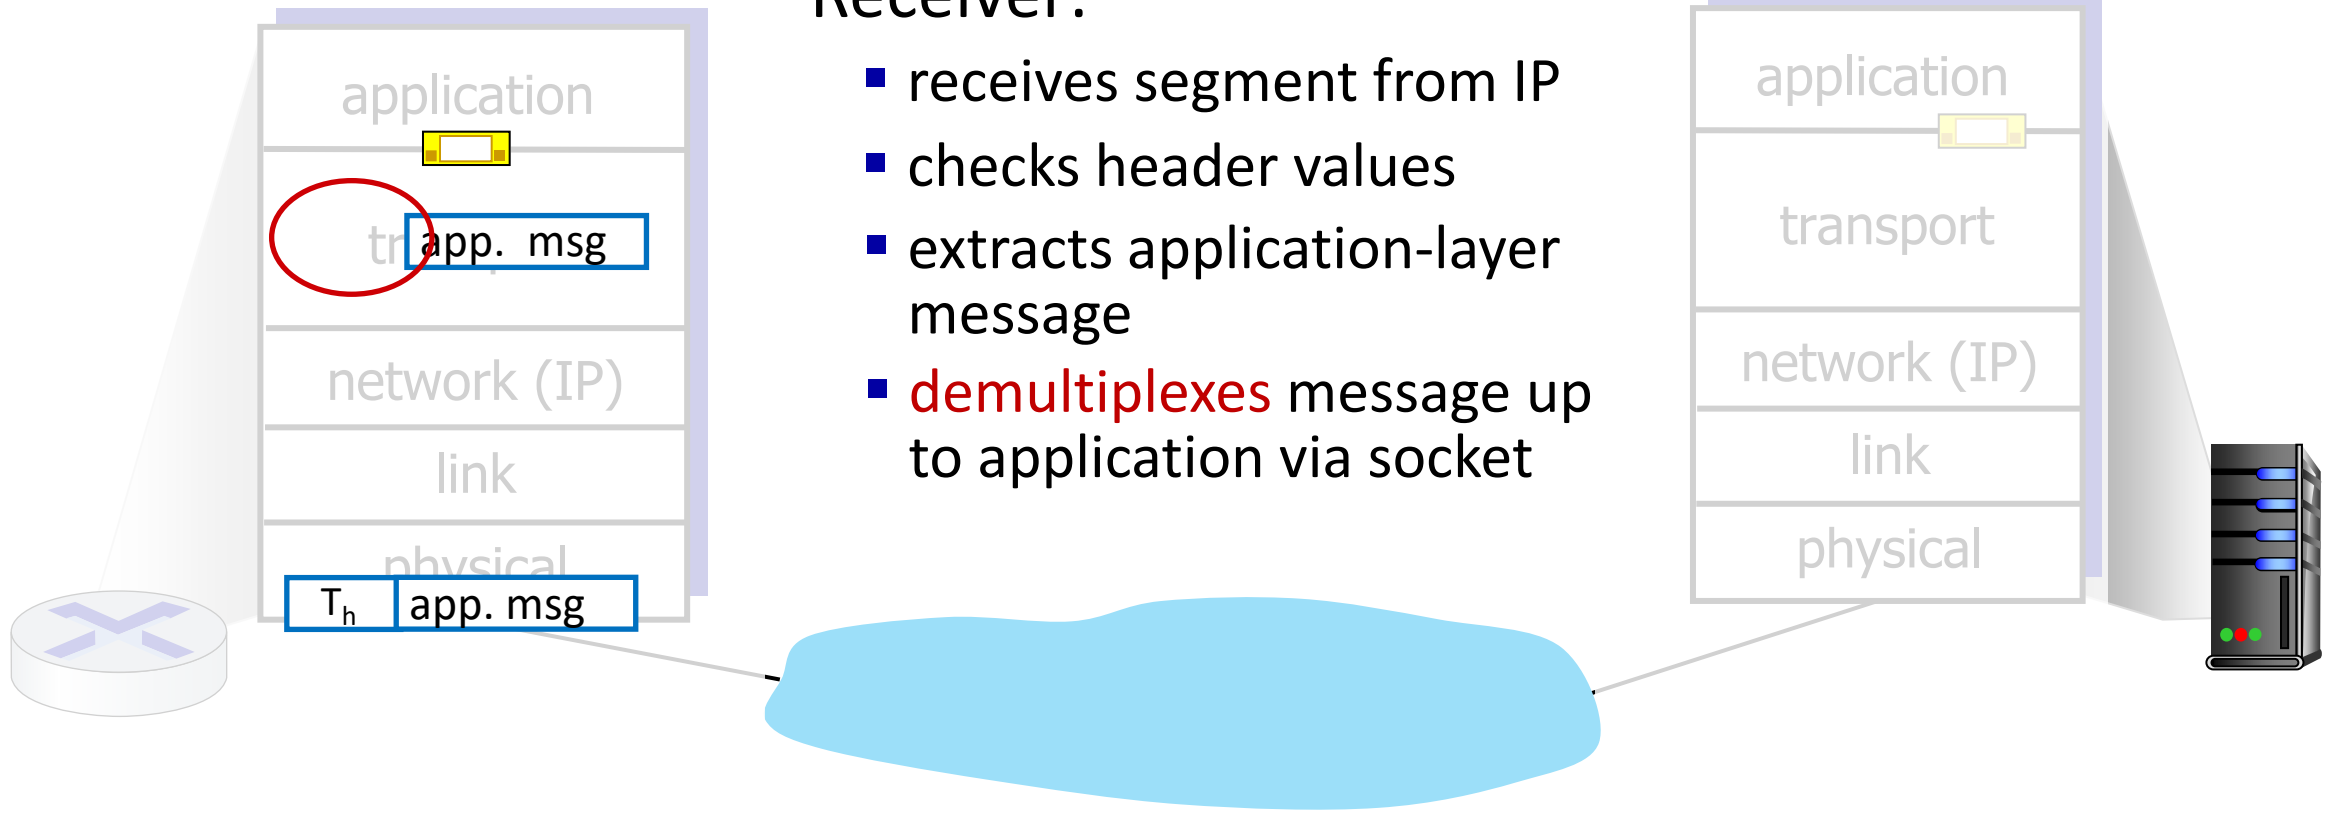 Receiver:
application
app. msg
network (IP)
link
physical
T_h app. msg
receives segment from IP
checks header values
extracts application-layer
message
demultiplexes message up
to application via socket
application
transport
network (IP)
link
physical